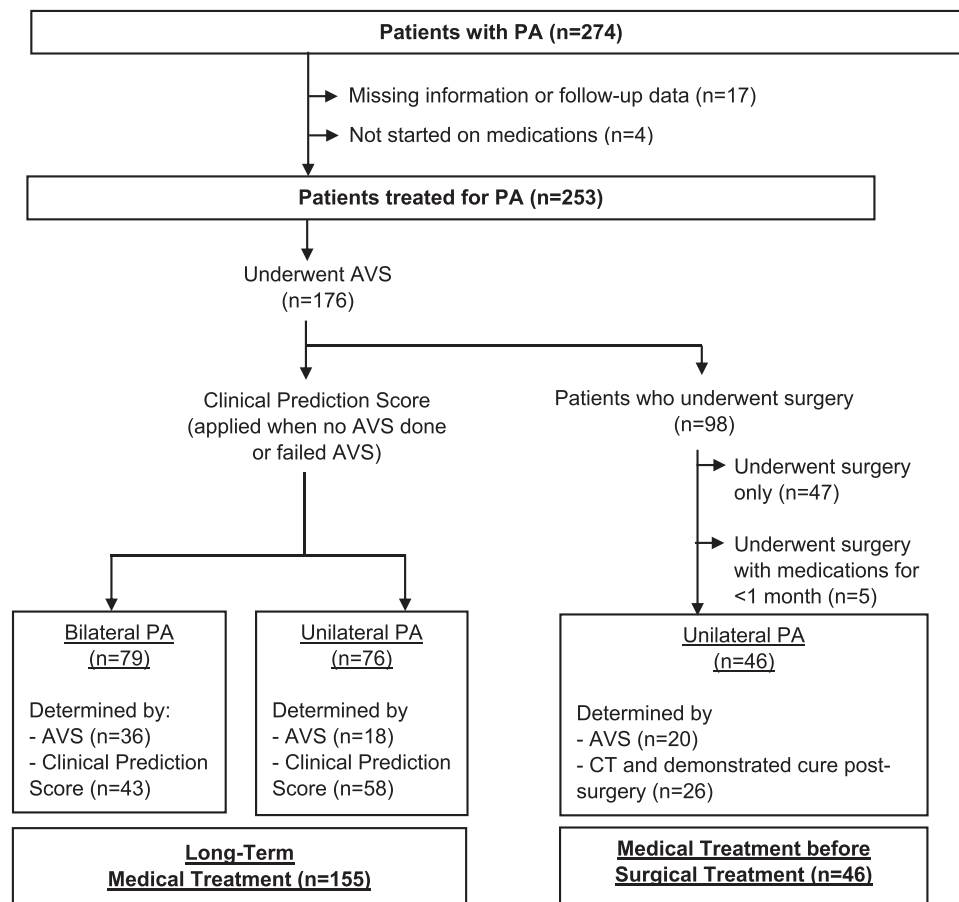 Patients with PA (n=274)
Missing information or follow-up data (n=17)
Not started on medications (n=4)
Patients treated for PA (n=253)
Underwent AVS
(n=176)
Clinical Prediction Score
(applied when no AVS done
or failed AVS)
Patients who underwent surgery
(n=98)
Underwent surgery
only (n=47)
Underwent surgery
with medications for
<1 month (n=5)
Bilateral PA
(n=79)
Determined by:
- AVS (n=36)
- Clinical Prediction
Score (n=43)
Unilateral PA
(n=76)
Determined by
- AVS (n=18)
- Clinical Prediction
Score (n=58)
Unilateral PA
(n=46)
Determined by
- AVS (n=20)
- CT and demonstrated cure post-
surgery (n=26)
Long-Term
Medical Treatment (n=155)
Medical Treatment before
Surgical Treatment (n=46)